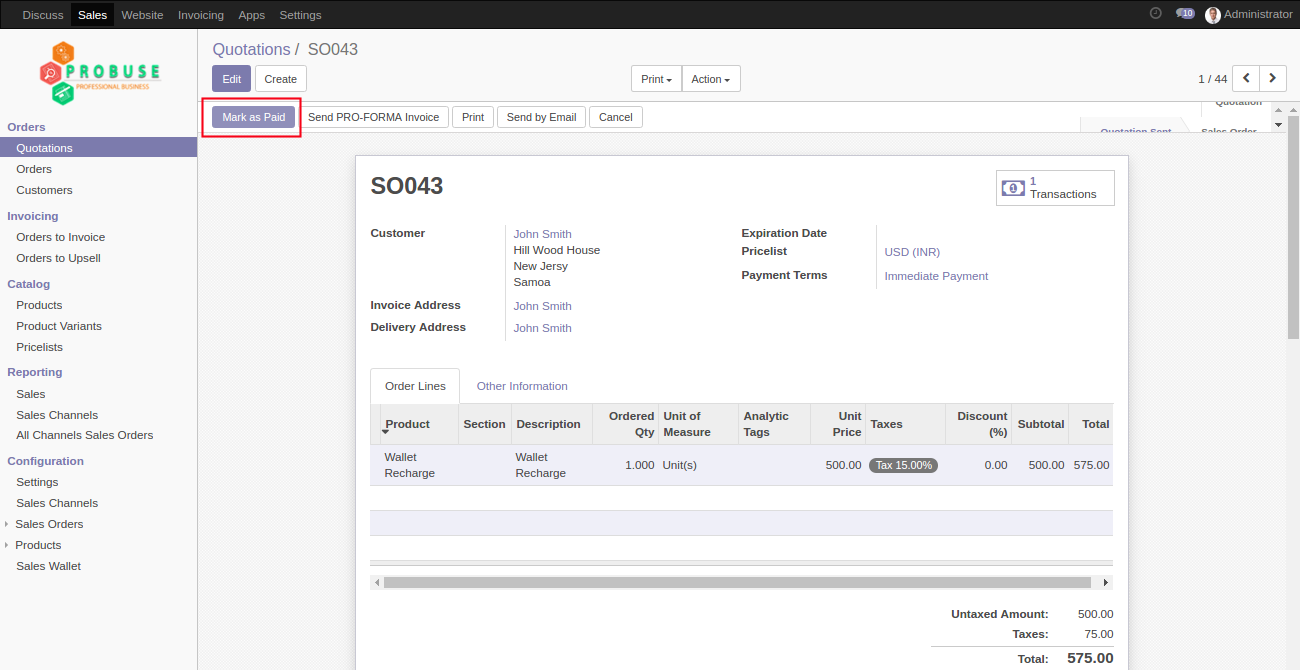 Discuss Sales Website Invoicing Apps Settings 10 Administrator
PROBUSE
PROFESSIONAL BUSINESS
Orders
Quotations
Orders
Customers
Invoicing
Orders to Invoice
Orders to Upsell
Catalog
Products
Product Variants
Pricelists
Reporting
Sales
Sales Channels
All Channels Sales Orders
Configuration
Settings
Sales Channels
Sales Orders
Products
Sales Wallet
Quotations / SO043
Edit Create Print Action 1 / 44
Mark as Paid Send PRO-FORMA Invoice Print Send by Email Cancel
Quotation
Quotation Sent Sales Order
SO043
1
Transactions
Customer
John Smith
Hill Wood House
New Jersy
Samoa
Invoice Address John Smith
Delivery Address John Smith
Expiration Date
Pricelist USD (INR)
Payment Terms Immediate Payment
Order Lines Other Information
Product Section Description Ordered Qty Unit of Measure Analytic Tags Unit Price Taxes Discount (%) Subtotal Total
Wallet Recharge Wallet Recharge 1.000 Unit(s) 500.00 Tax 15.00% 0.00 500.00 575.00
Untaxed Amount: 500.00
Taxes: 75.00
Total: 575.00